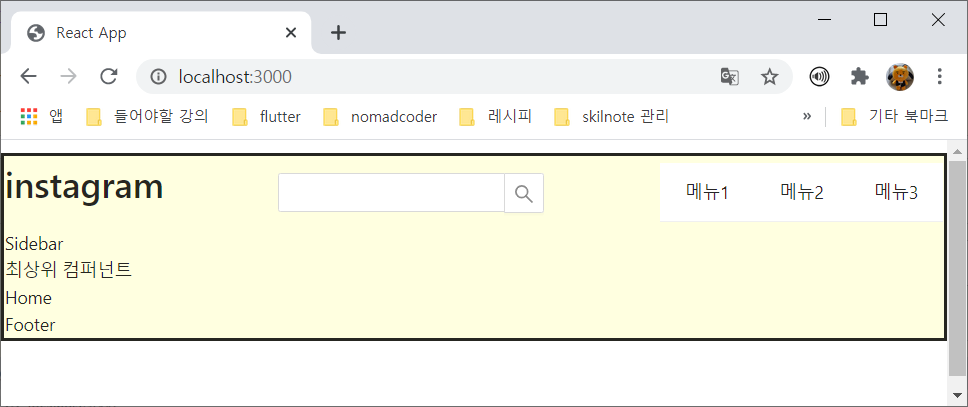 React App
localhost:3000
앱 들어야할 강의 flutter nomadcoder 레시피 skilnote 관리 » 기타 북마크
instagram 메뉴1 메뉴2 메뉴3
Sidebar
최상위 컴퍼넌트
Home
Footer